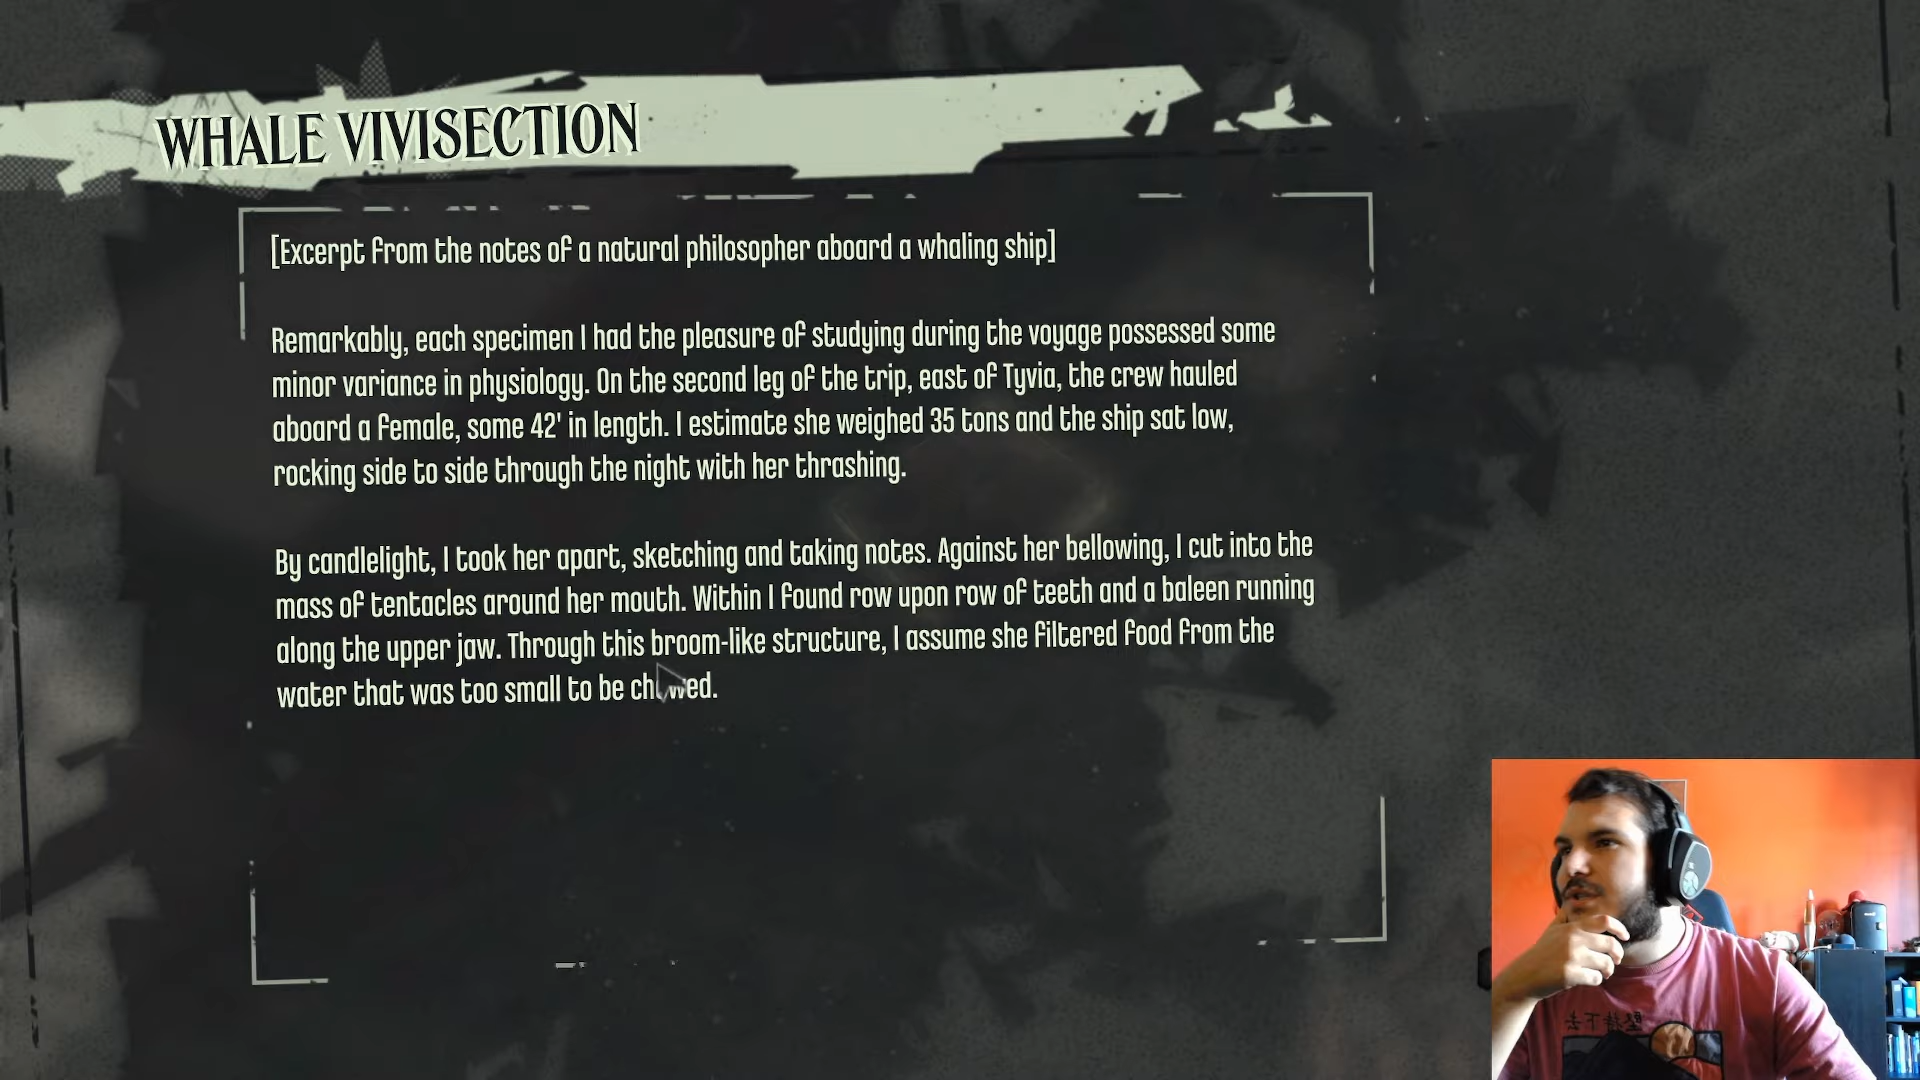 WHALE VIVISECTION
[Excerpt from the notes of a natural philosopher aboard a whaling ship]
Remarkably, each specimen I had the pleasure of studying during the voyage possessed some
minor variance in physiology. On the second leg of the trip, east of Tyvia, the crew hauled
aboard a female, some 42' in length. I estimate she weighed 35 tons and the ship sat low,
rocking side to side through the night with her thrashing.
By candlelight, I took her apart, sketching and taking notes. Against her bellowing, I cut into the
mass of tentacles around her mouth. Within I found row upon row of teeth and a baleen running
along the upper jaw. Through this broom-like structure, I assume she filtered food from the
water that was too small to be chewed.